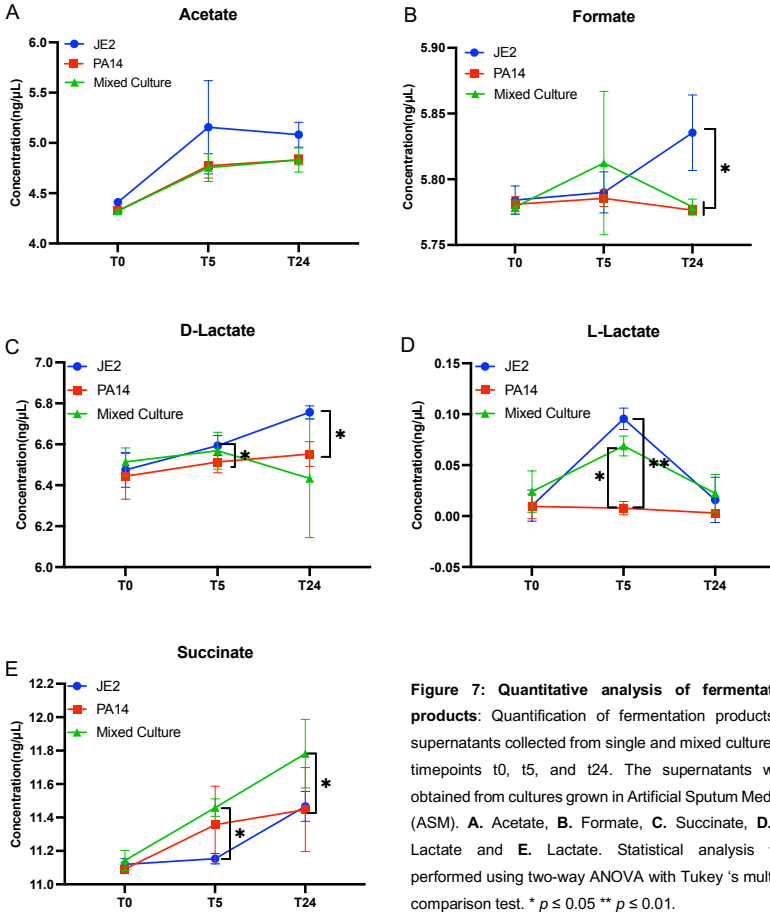 A
Acetate
JE2
PA14
Mixed Culture
Concentration(ng/µL)
6.0
5.5
5.0
4.5
4.0
T0 T5 T24
B
Formate
JE2
PA14
Mixed Culture
Concentration(ng/µL)
5.90
5.85
5.80
5.75
*
T0 T5 T24
C
D-Lactate
JE2
PA14
Mixed Culture
Concentration(ng/µL)
7.0
6.8
6.6
6.4
6.2
6.0
*
*
T0 T5 T24
D
L-Lactate
JE2
PA14
Mixed Culture
Concentration(ng/µL)
0.15
0.10
0.05
0.00
-0.05
*
**
T0 T5 T24
E
Succinate
JE2
PA14
Mixed Culture
Concentration(ng/µL)
12.2
12.0
11.8
11.6
11.4
11.2
11.0
*
*
T0 T5 T24
Figure 7: Quantitative analysis of fermentat
products: Quantification of fermentation products
supernatants collected from single and mixed culture
timepoints t0, t5, and t24. The supernatants w
obtained from cultures grown in Artificial Sputum Med
(ASM). A. Acetate, B. Formate, C. Succinate, D.
Lactate and E. Lactate. Statistical analysis
performed using two-way ANOVA with Tukey ‘s mult
comparison test. * p ≤ 0.05 ** p ≤ 0.01.